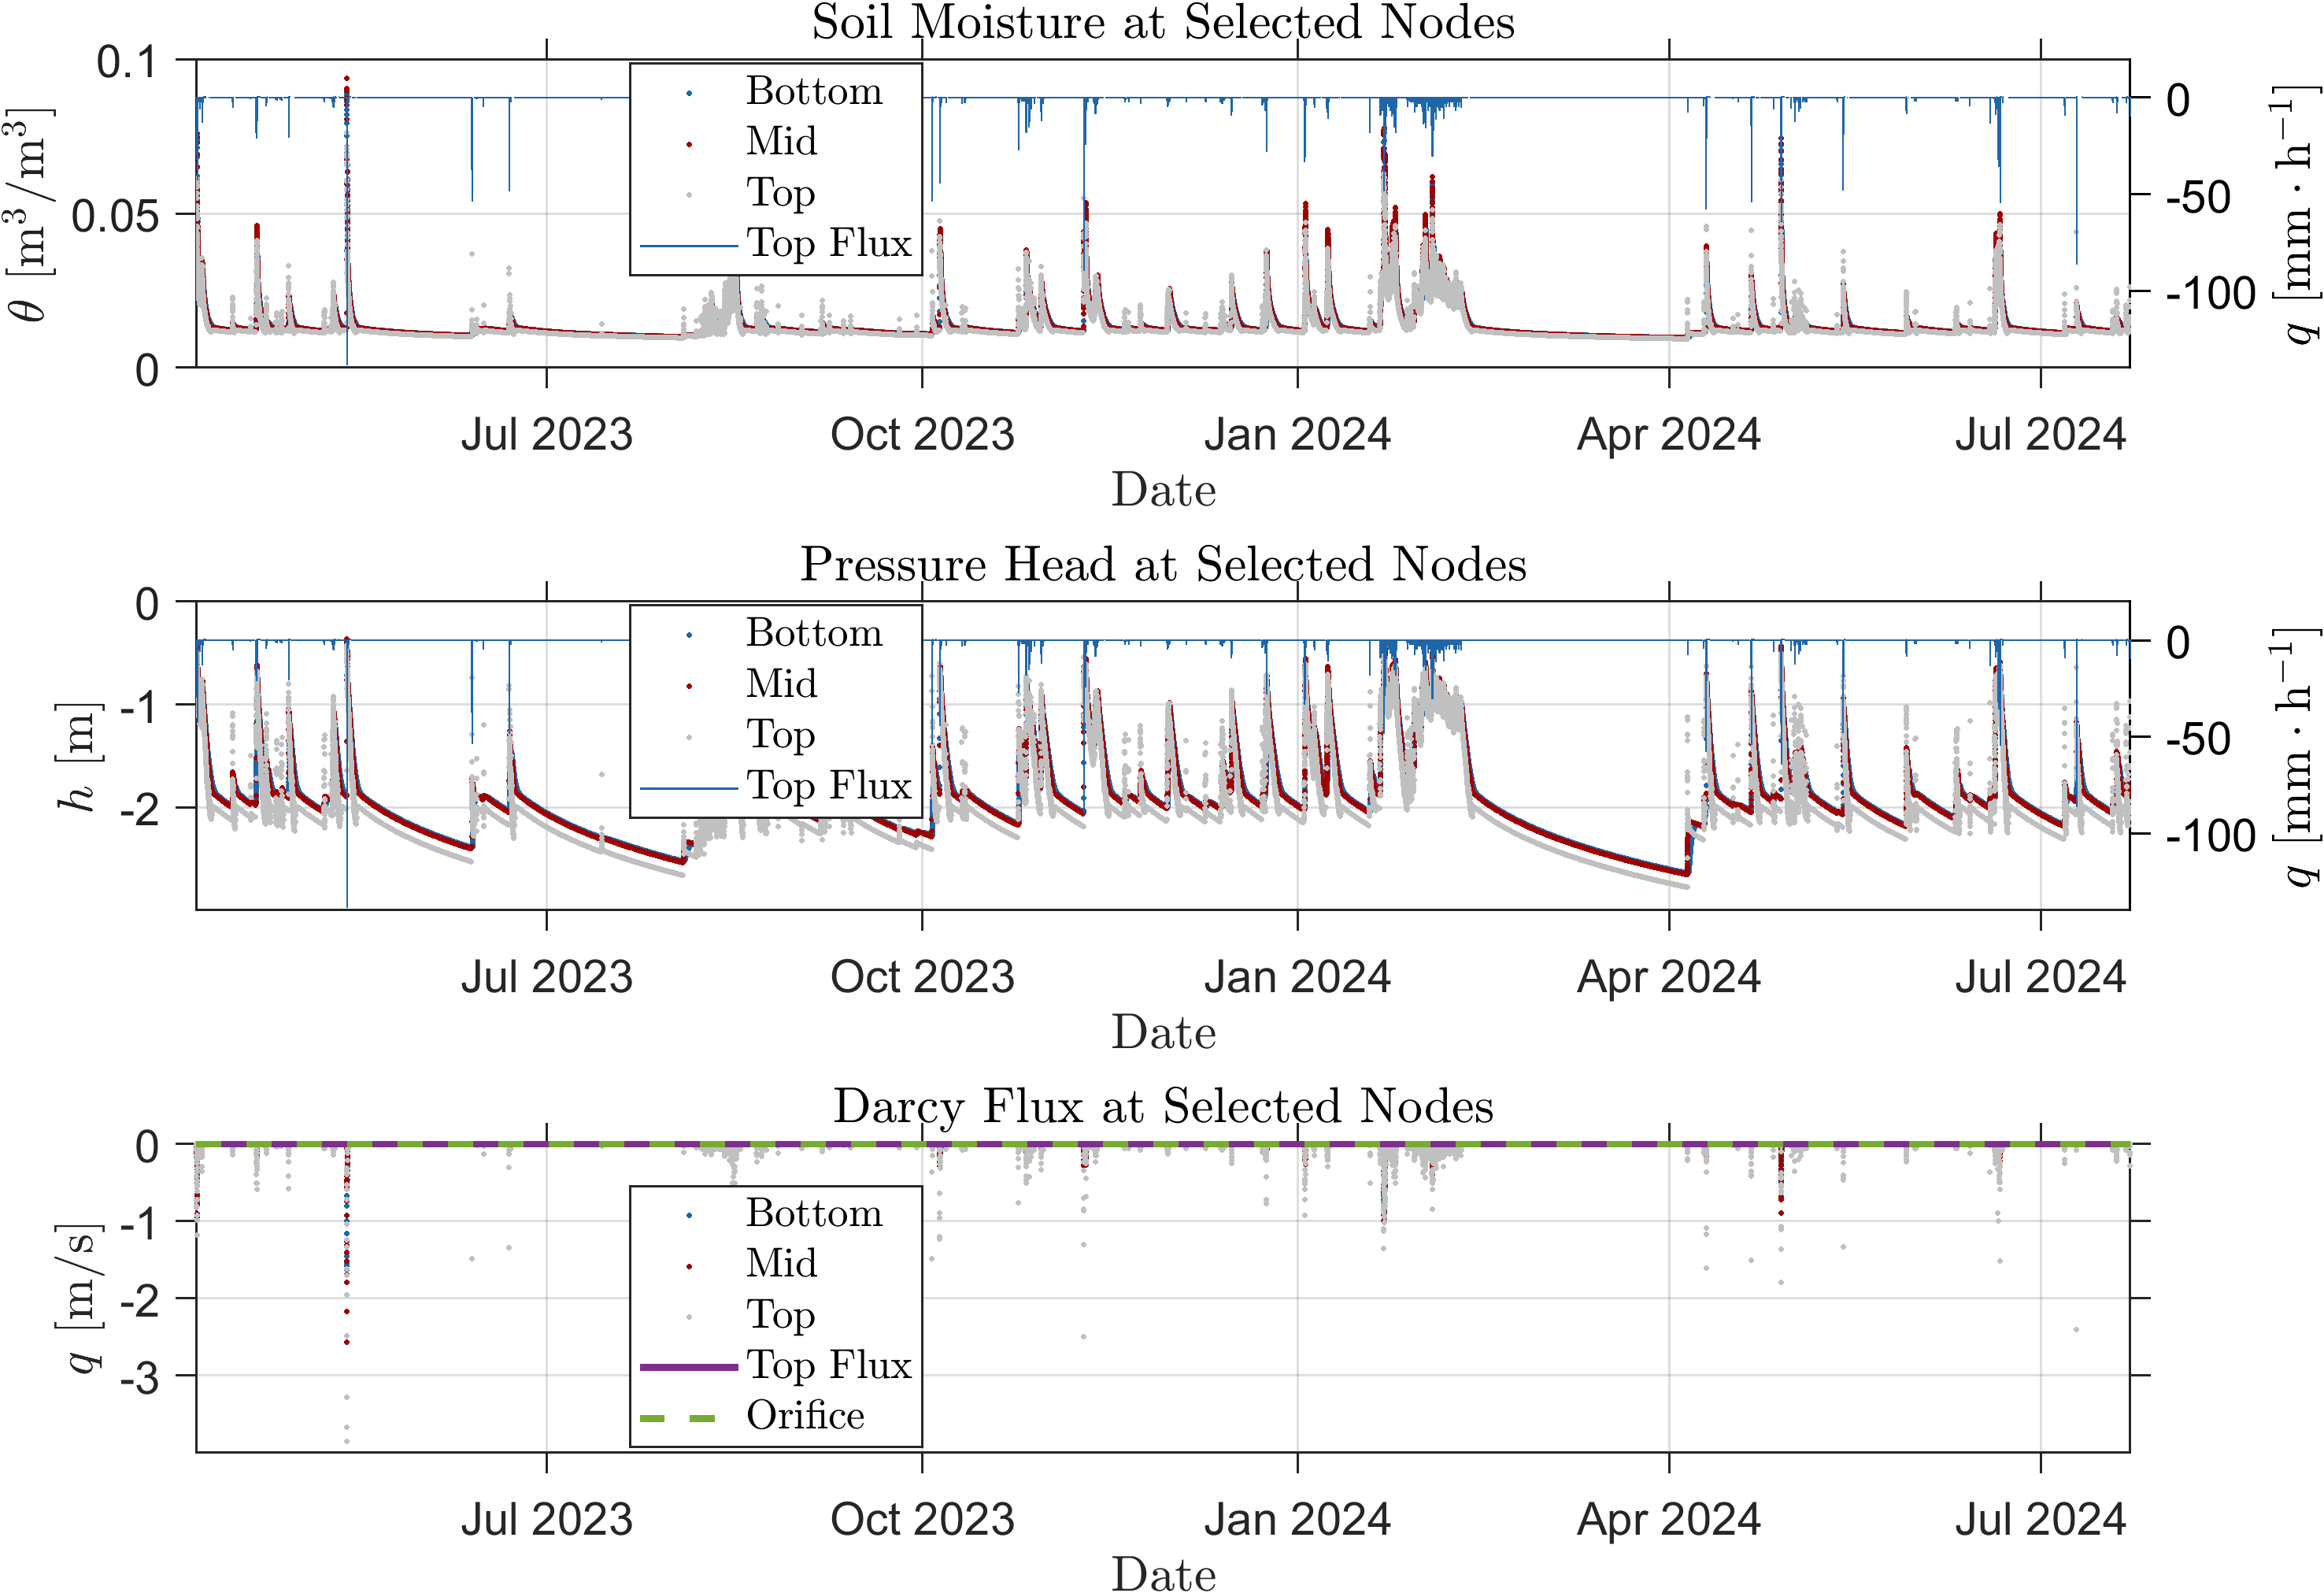 Soil Moisture at Selected Nodes
0.1
0.05
0
θ [m³/m³]
Bottom
Mid
Top
Top Flux
0
-50
-100
q [mm · h⁻¹]
Jul 2023
Oct 2023
Jan 2024
Apr 2024
Jul 2024
Date
Pressure Head at Selected Nodes
0
-1
-2
h [m]
Bottom
Mid
Top
Top Flux
0
-50
-100
q [mm · h⁻¹]
Jul 2023
Oct 2023
Jan 2024
Apr 2024
Jul 2024
Date
Darcy Flux at Selected Nodes
0
-1
-2
-3
q [m/s]
Bottom
Mid
Top
Top Flux
Orifice
Jul 2023
Oct 2023
Jan 2024
Apr 2024
Jul 2024
Date